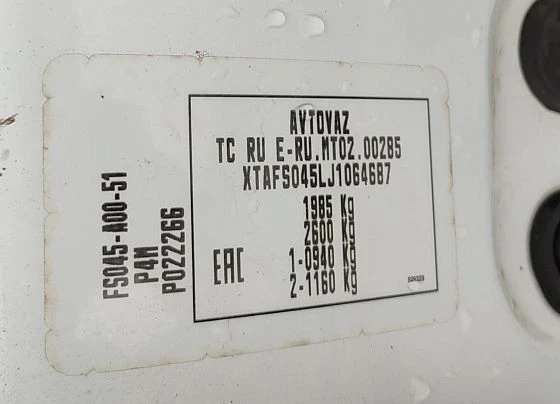 AVTOVAZ
TC RU E-RU.MT02.00285
XTAFS045LJ1064687
1985 Kg
2600 Kg
1-0940 Kg
2-1160 Kg
EAC
FS045-A00-51
P4M
P022266